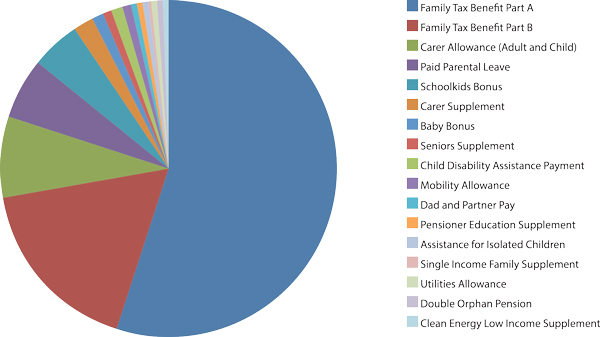 Family Tax Benefit Part A
Family Tax Benefit Part B
Carer Allowance (Adult and Child)
Paid Parental Leave
Schoolkids Bonus
Carer Supplement
Baby Bonus
Seniors Supplement
Child Disability Assistance Payment
Mobility Allowance
Dad and Partner Pay
Pensioner Education Supplement
Assistance for Isolated Children
Single Income Family Supplement
Utilities Allowance
Double Orphan Pension
Clean Energy Low Income Supplement